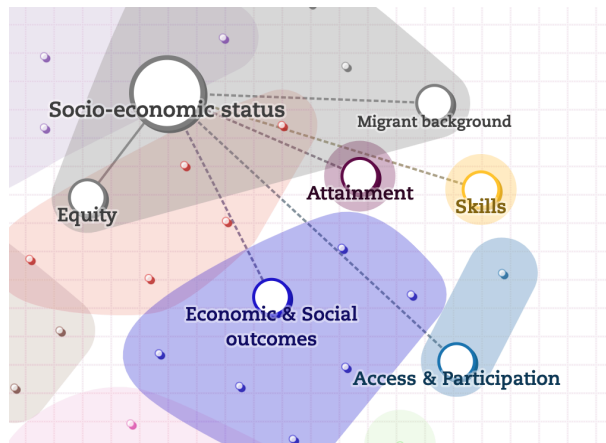 Socio-economic status
Migrant background
Attainment
Skills
Equity
Economic & Social
outcomes
Access & Participation